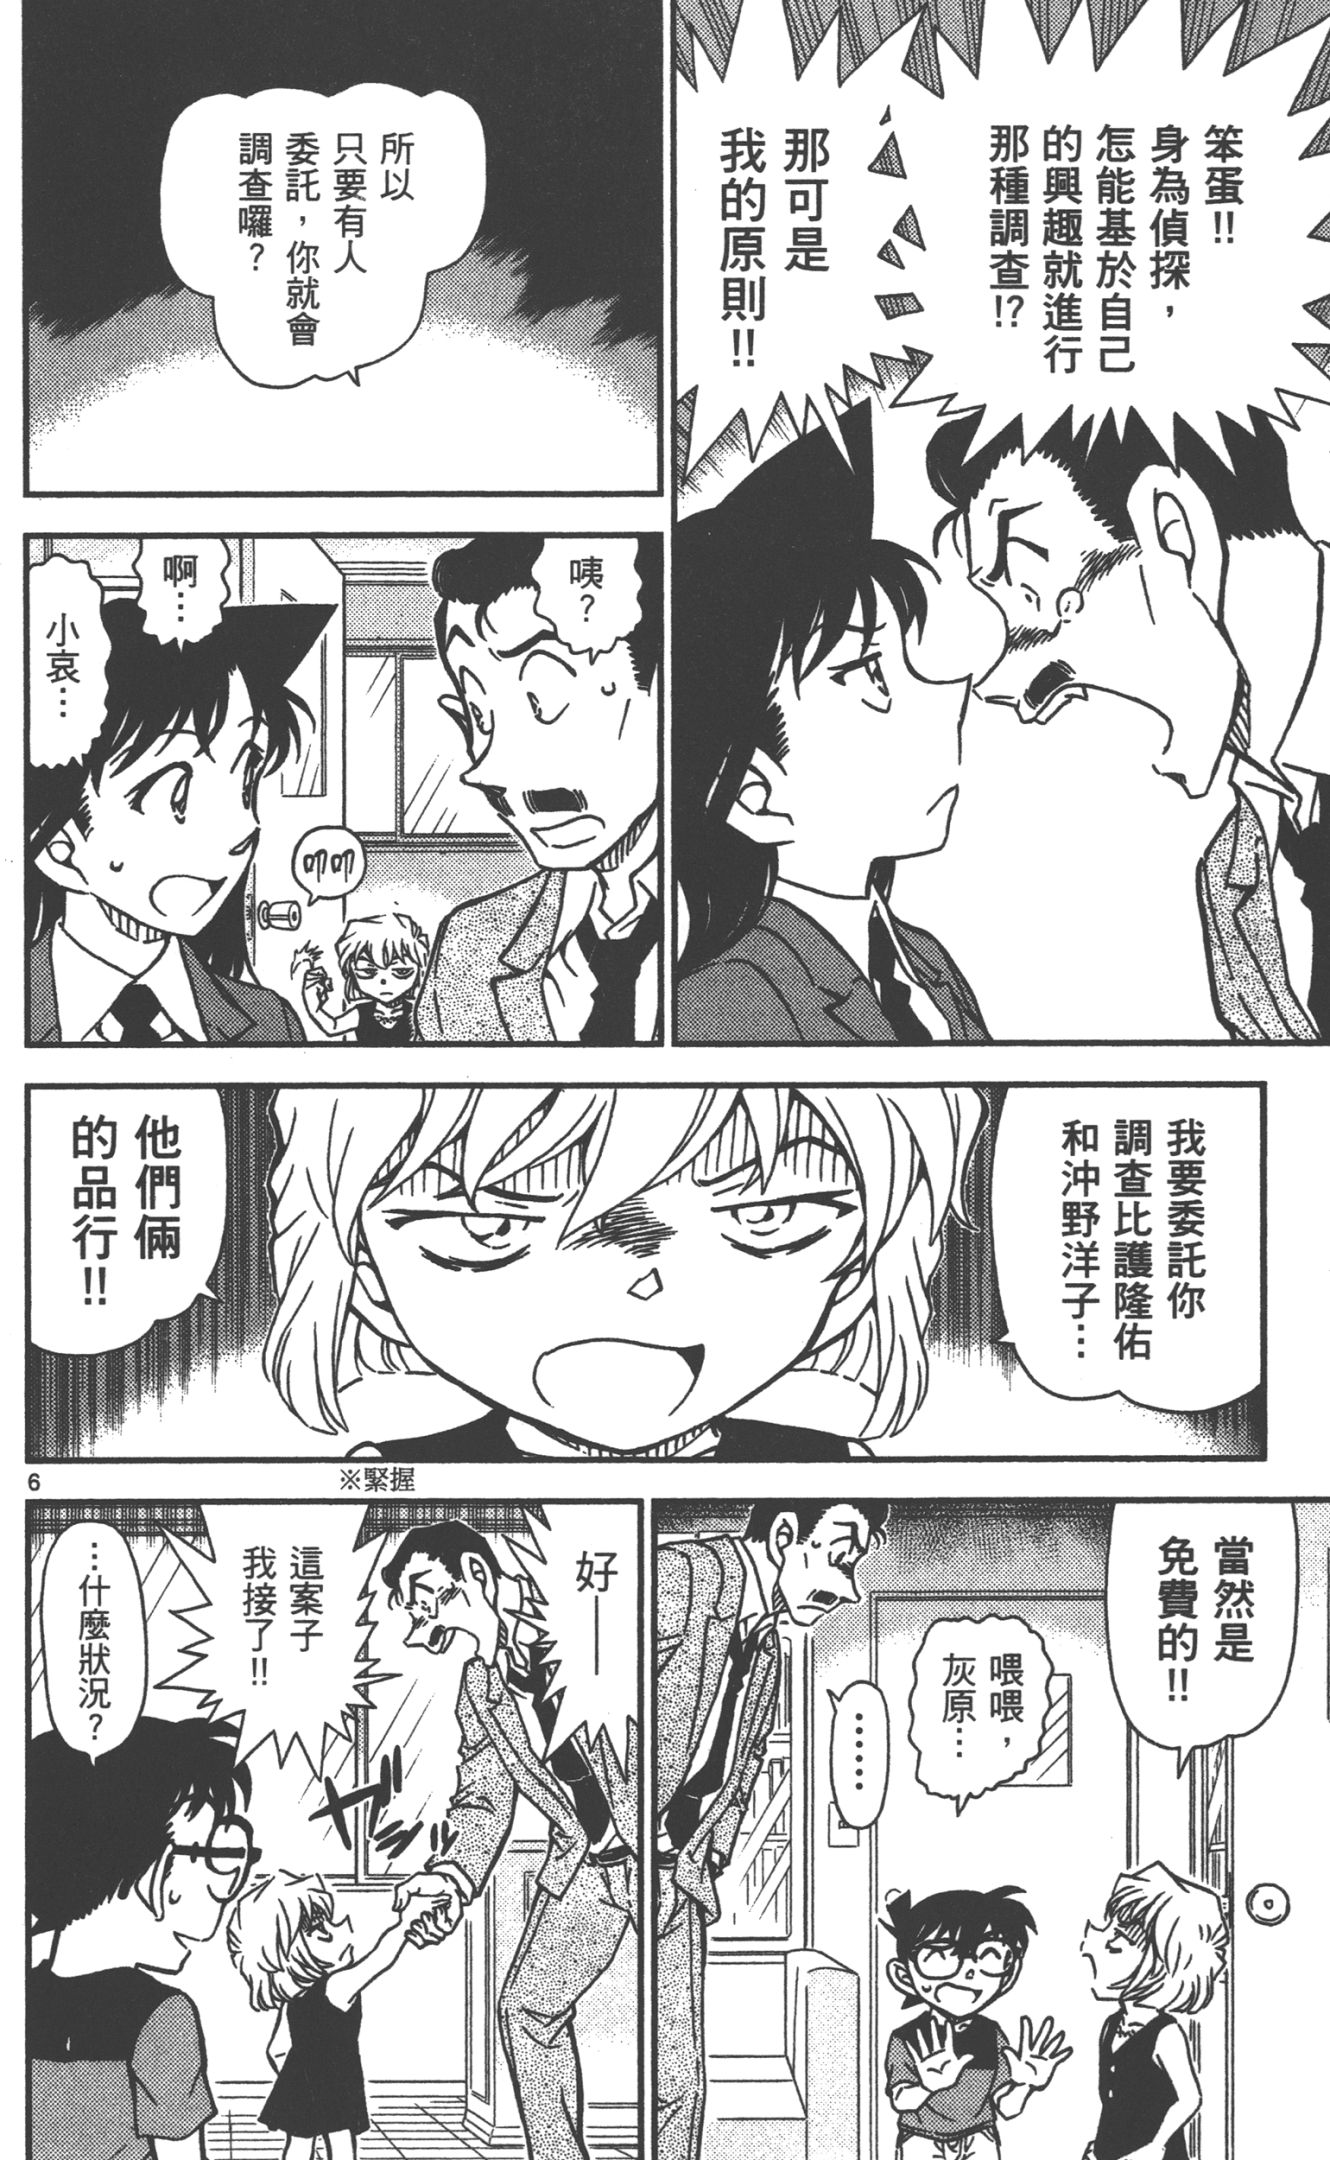 笨蛋!!
身為偵探，
怎能基於自己
的興趣就進行
那種調查!?
那可是
我的原則!!
所以
只要有人
委託，你就會
調查囉？
咦？
啊…
小哀…
叩叩
我要委託你
調查比護隆佑
和沖野洋子…
他們倆
的品行!!
當然是
免費的!!
喂喂，
灰原…
……
好——
這案子
我接了!!
…什麼狀況？
※緊握
6